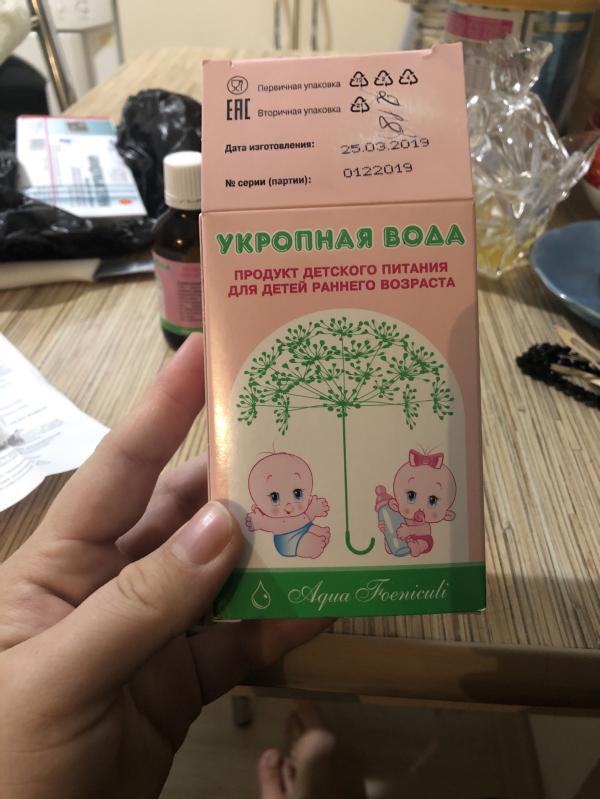 Первичная упаковка
EAC Вторичная упаковка
Дата изготовления: 25.03.2019
№ серии (партии): 0122019
УКРОПНАЯ ВОДА
ПРОДУКТ ДЕТСКОГО ПИТАНИЯ
ДЛЯ ДЕТЕЙ РАННЕГО ВОЗРАСТА
Aqua Foeniculi